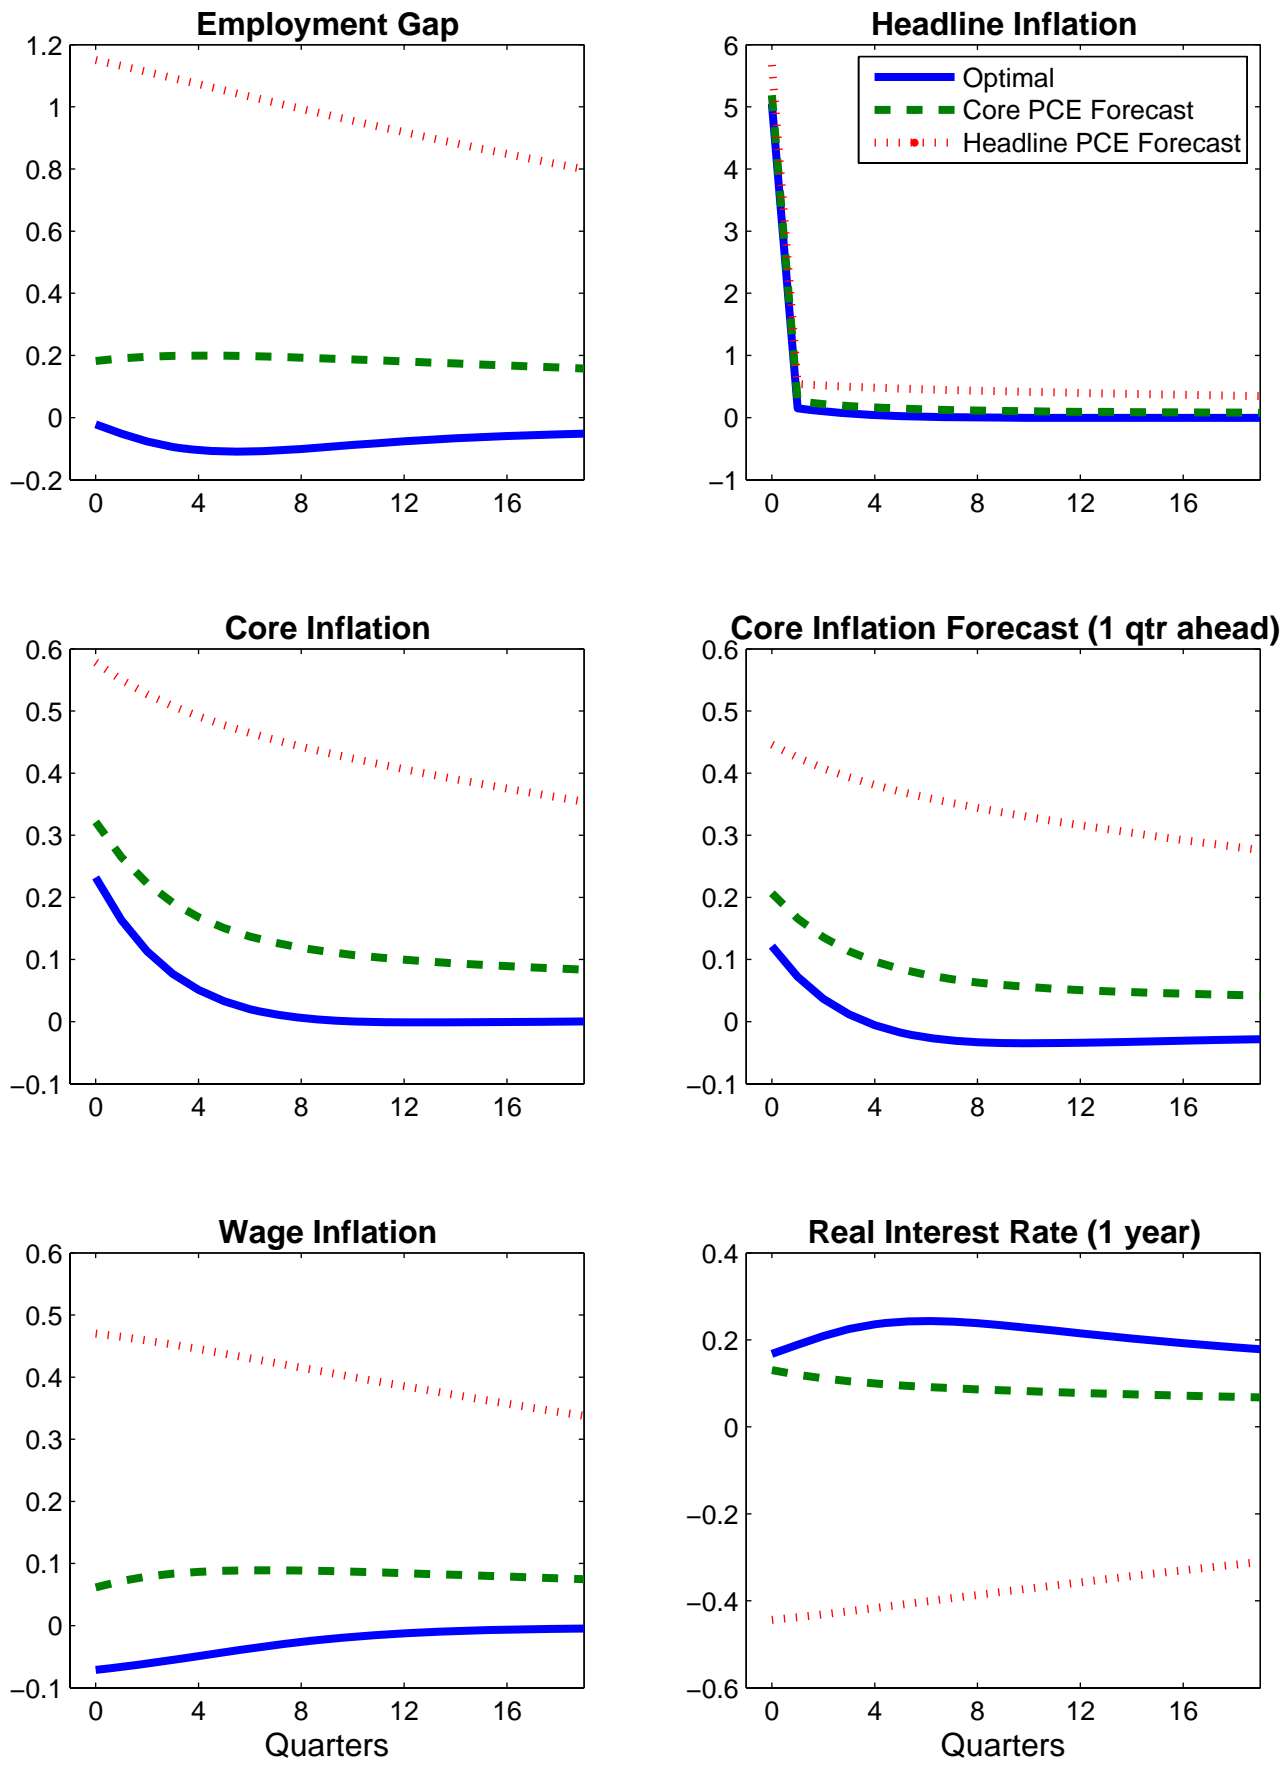 Employment Gap
1.2
1
0.8
0.6
0.4
0.2
0
−0.2
0 4 8 12 16
Headline Inflation
6
5
4
3
2
1
0
−1
0 4 8 12 16
Optimal
Core PCE Forecast
Headline PCE Forecast
Core Inflation
0.6
0.5
0.4
0.3
0.2
0.1
0
−0.1
0 4 8 12 16
Core Inflation Forecast (1 qtr ahead)
0.6
0.5
0.4
0.3
0.2
0.1
0
−0.1
0 4 8 12 16
Wage Inflation
0.6
0.5
0.4
0.3
0.2
0.1
0
−0.1
0 4 8 12 16
Quarters
Real Interest Rate (1 year)
0.4
0.2
0
−0.2
−0.4
−0.6
0 4 8 12 16
Quarters